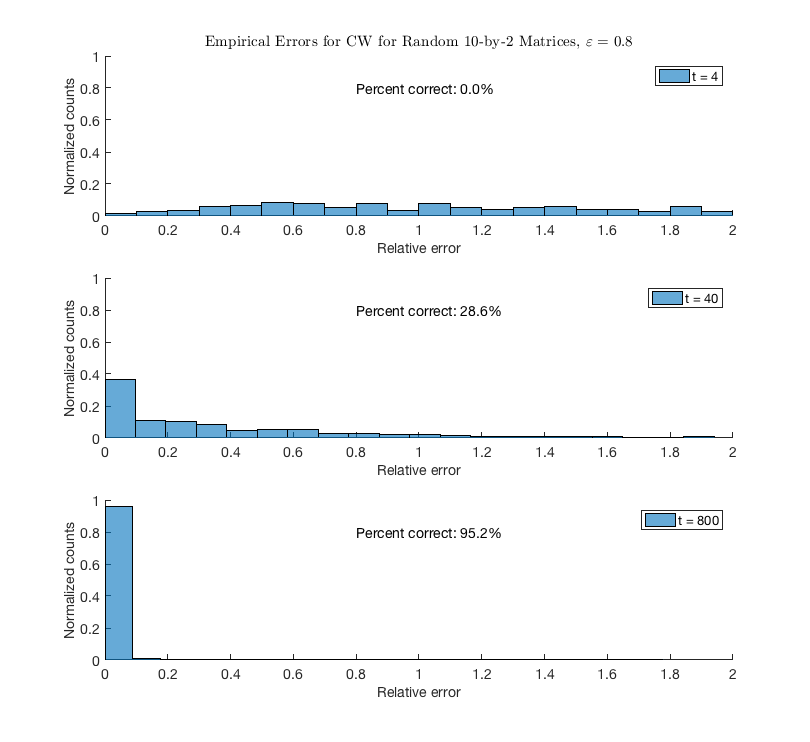 Empirical Errors for CW for Random 10-by-2 Matrices, ε = 0.8
1
0.8
0.6
0.4
0.2
0
Normalized counts
Percent correct: 0.0%
t = 4
0 0.2 0.4 0.6 0.8 1 1.2 1.4 1.6 1.8 2
Relative error
1
0.8
0.6
0.4
0.2
0
Normalized counts
Percent correct: 28.6%
t = 40
0 0.2 0.4 0.6 0.8 1 1.2 1.4 1.6 1.8 2
Relative error
1
0.8
0.6
0.4
0.2
0
Normalized counts
Percent correct: 95.2%
t = 800
0 0.2 0.4 0.6 0.8 1 1.2 1.4 1.6 1.8 2
Relative error